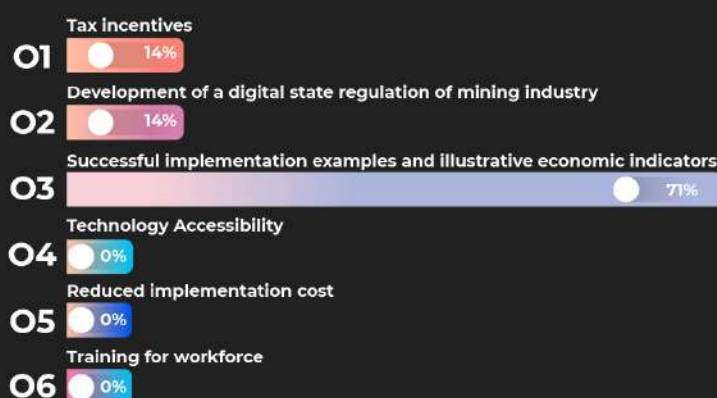 Tax incentives
01 14%
Development of a digital state regulation of mining industry
02 14%
Successful implementation examples and illustrative economic indicators
03 71%
Technology Accessibility
04 0%
Reduced implementation cost
05 0%
Training for workforce
06 0%